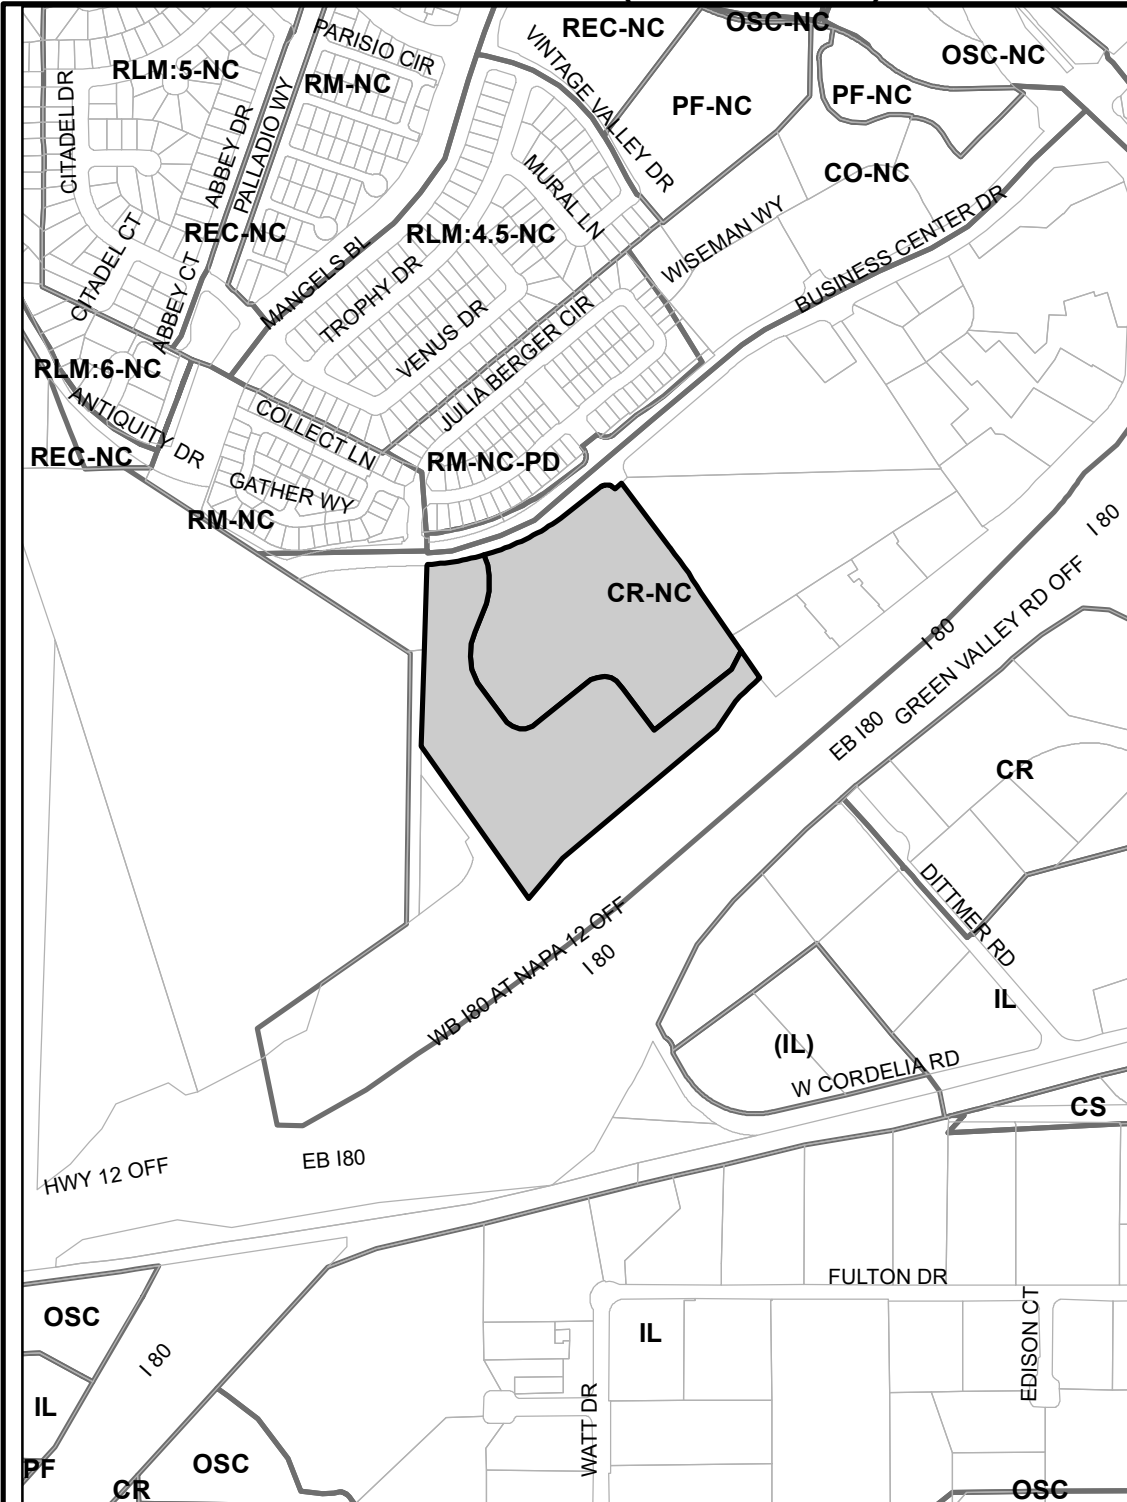 OSC-NC
REC-NC
PARISIO CIR
VINTAGE VALLEY DR
OSC-NC
RLM:5-NC
RM-NC
PF-NC
PF-NC
CITADEL DR
ABBEY DR
PALLADIO WY
MURAL LN
CO-NC
REC-NC
RLM:4.5-NC
WISEMAN WY
BUSINESS CENTER DR
CITADEL CT
ABBEY CT
MANGELS BL
TROPHY DR
VENUS DR
JULIA BERGER CIR
RLM:6-NC
ANTIQUITY DR
COLLECT LN
REC-NC
RM-NC-PD
GATHER WY
RM-NC
I 80
CR-NC
I 80
GREEN VALLEY RD OFF
EB I80
CR
DITTMER RD
WB I80 AT NAPA 12 OFF
I 80
IL
(IL)
W CORDELIA RD
CS
HWY 12 OFF
EB I80
FULTON DR
OSC
IL
EDISON CT
I 80
IL
WATT DR
OSC
PF
CR
OSC